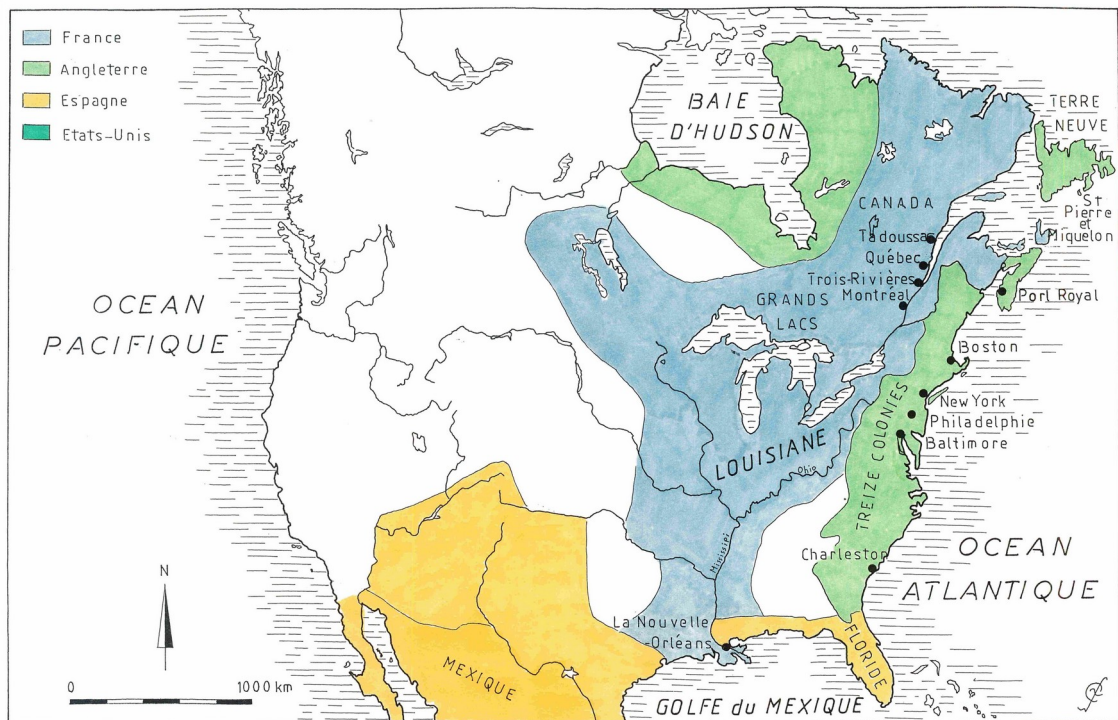 France
Angleterre
Espagne
Etats-Unis
BAIE
D'HUDSON
TERRE
NEUVE
CANADA
St
Pierre
et
Miquelon
Tadoussac
Québec
Trois-Rivières
GRANDS
Montréal
LACS
Port Royal
OCEAN
PACIFIQUE
Boston
New York
Philadelphie
Baltimore
LOUISIANE
Ohio
TREIZE COLONIES
Missisipi
Charleston
OCEAN
ATLANTIQUE
N
La Nouvelle
-Orléans
FLORIDE
MEXIQUE
0 1000 km
GOLFE du MEXIQUE